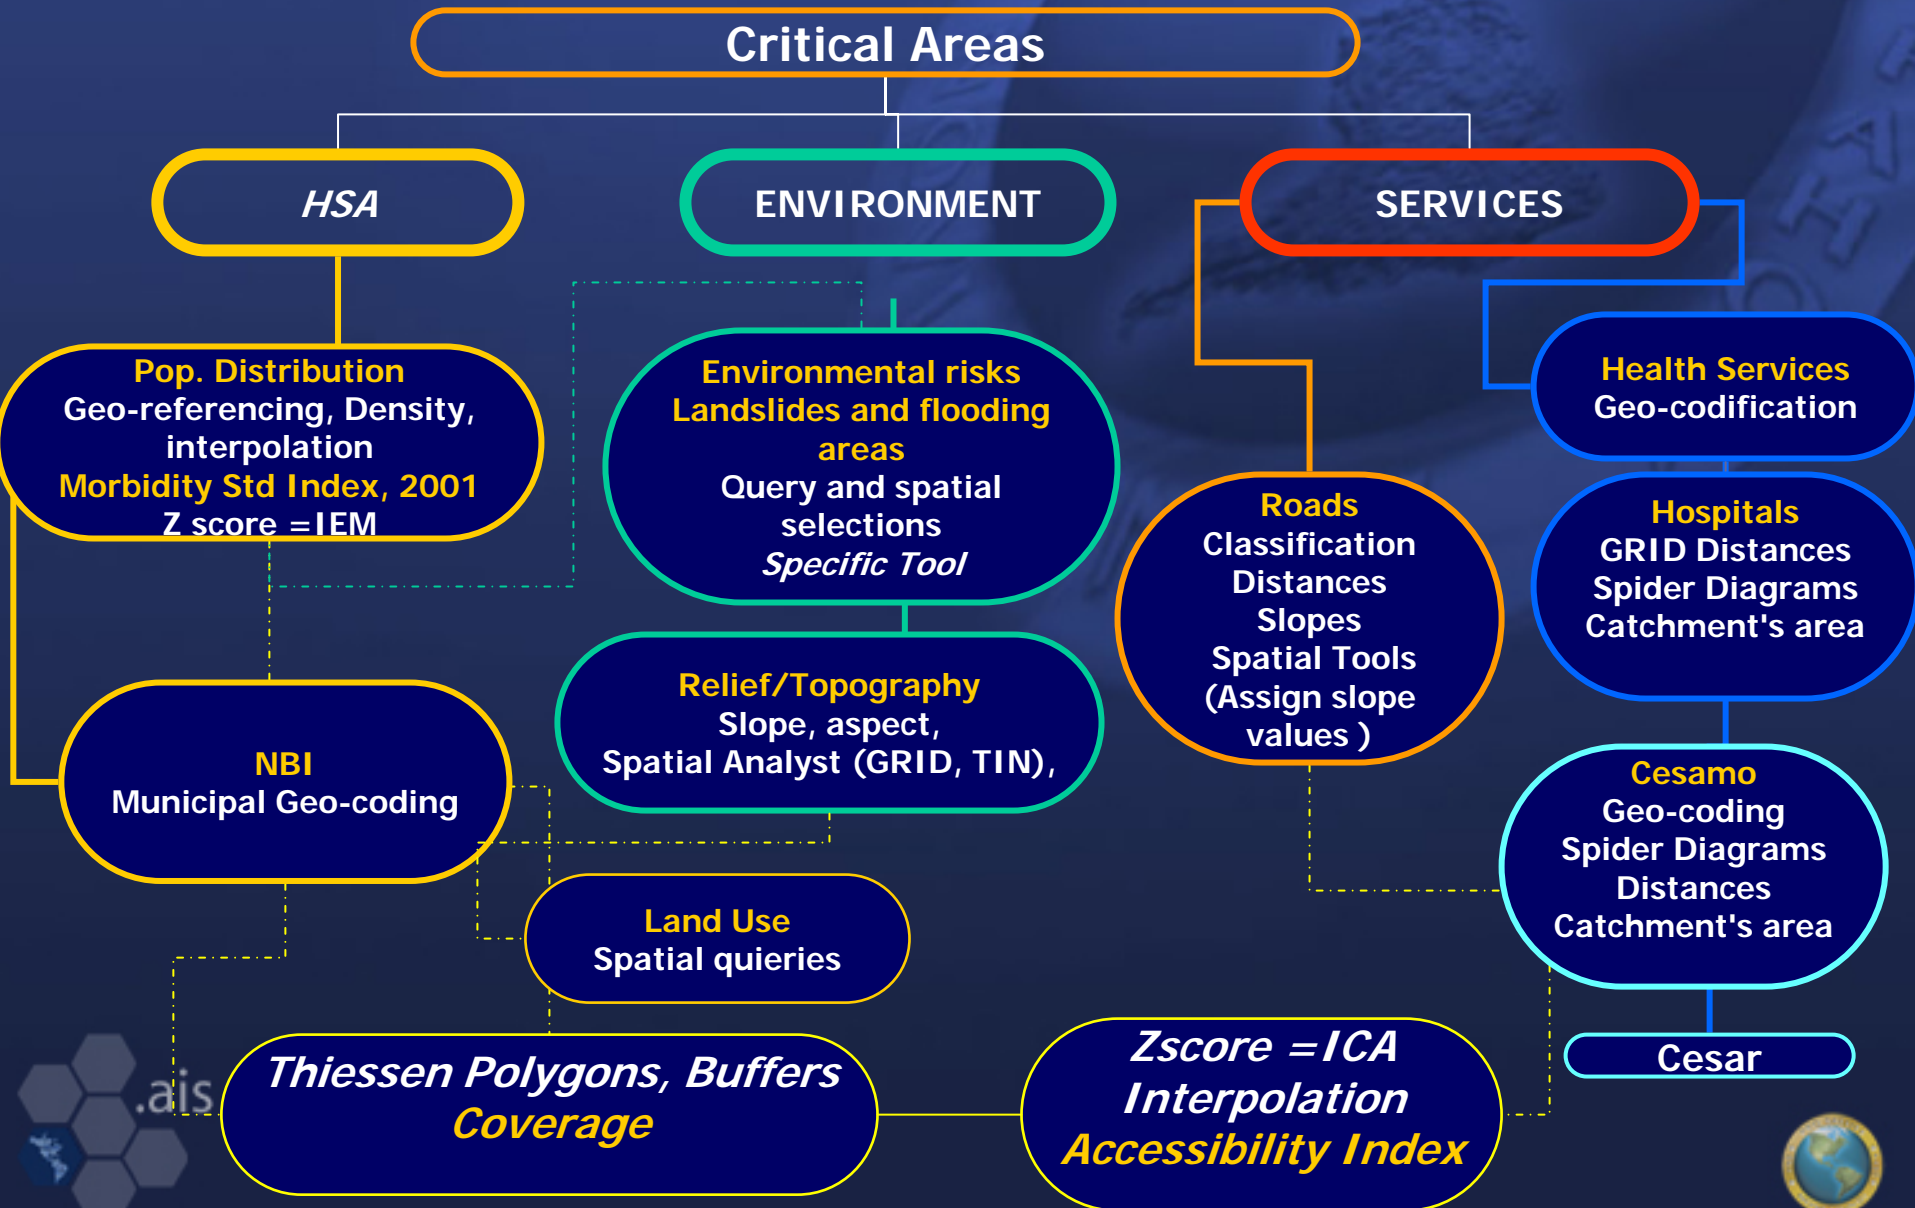 Critical Areas
HSA
ENVIRONMENT
SERVICES
Pop. Distribution
Geo-referencing, Density,
interpolation
Morbidity Std Index, 2001
Z score =IEM
Environmental risks
Landslides and flooding
areas
Query and spatial
selections
Specific Tool
Health Services
Geo-codification
Roads
Classification
Distances
Slopes
Spatial Tools
(Assign slope
values )
Hospitals
GRID Distances
Spider Diagrams
Catchment's area
Relief/Topography
Slope, aspect,
Spatial Analyst (GRID, TIN),
NBI
Municipal Geo-coding
Cesamo
Geo-coding
Spider Diagrams
Distances
Catchment's area
Land Use
Spatial quieries
Thiessen Polygons, Buffers
Coverage
Zscore =ICA
Interpolation
Accessibility Index
Cesar
.ais